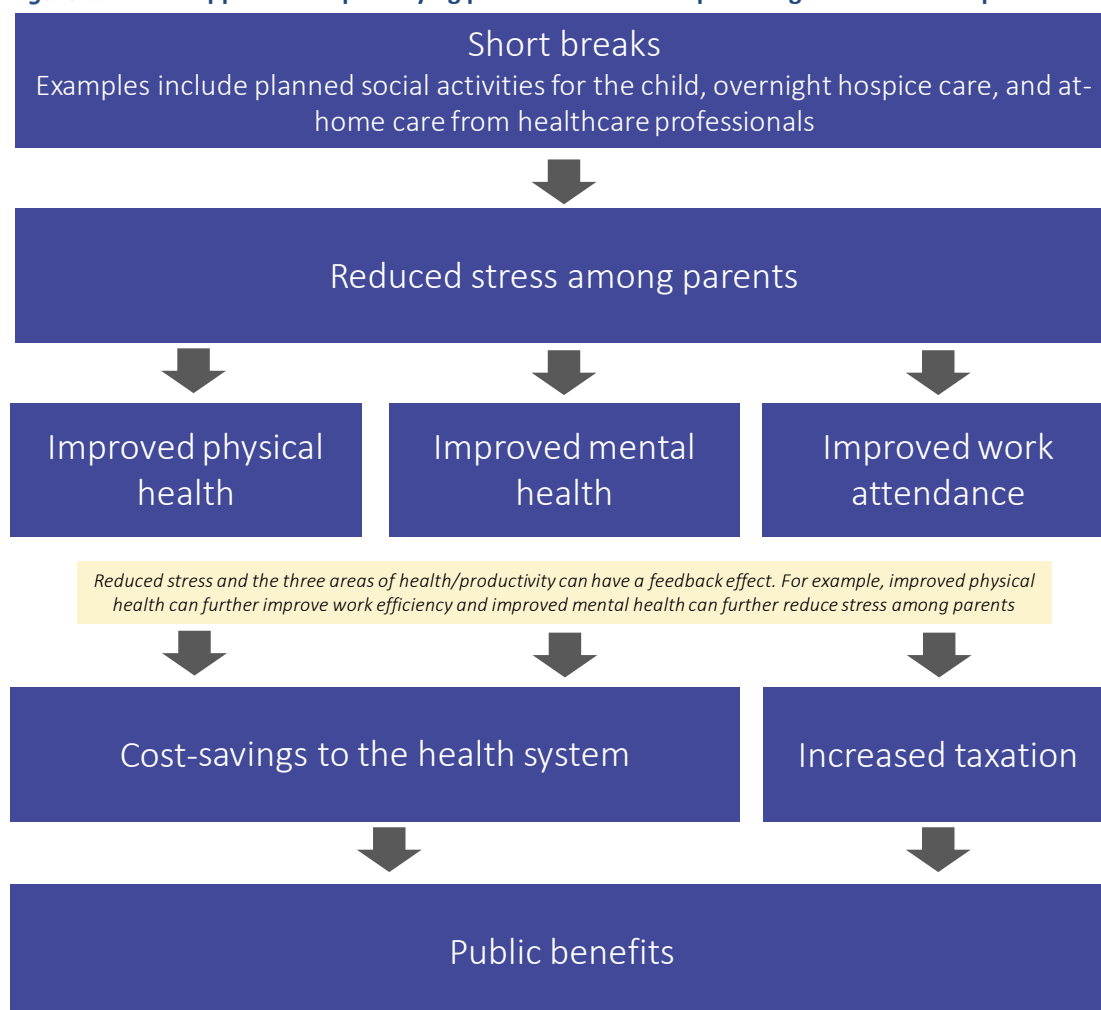 Short breaks
Examples include planned social activities for the child, overnight hospice care, and at-
home care from healthcare professionals
Reduced stress among parents
Improved physical
health
Improved mental
health
Improved work
attendance
Reduced stress and the three areas of health/productivity can have a feedback effect. For example, improved physical
health can further improve work efficiency and improved mental health can further reduce stress among parents
Cost-savings to the health system
Increased taxation
Public benefits